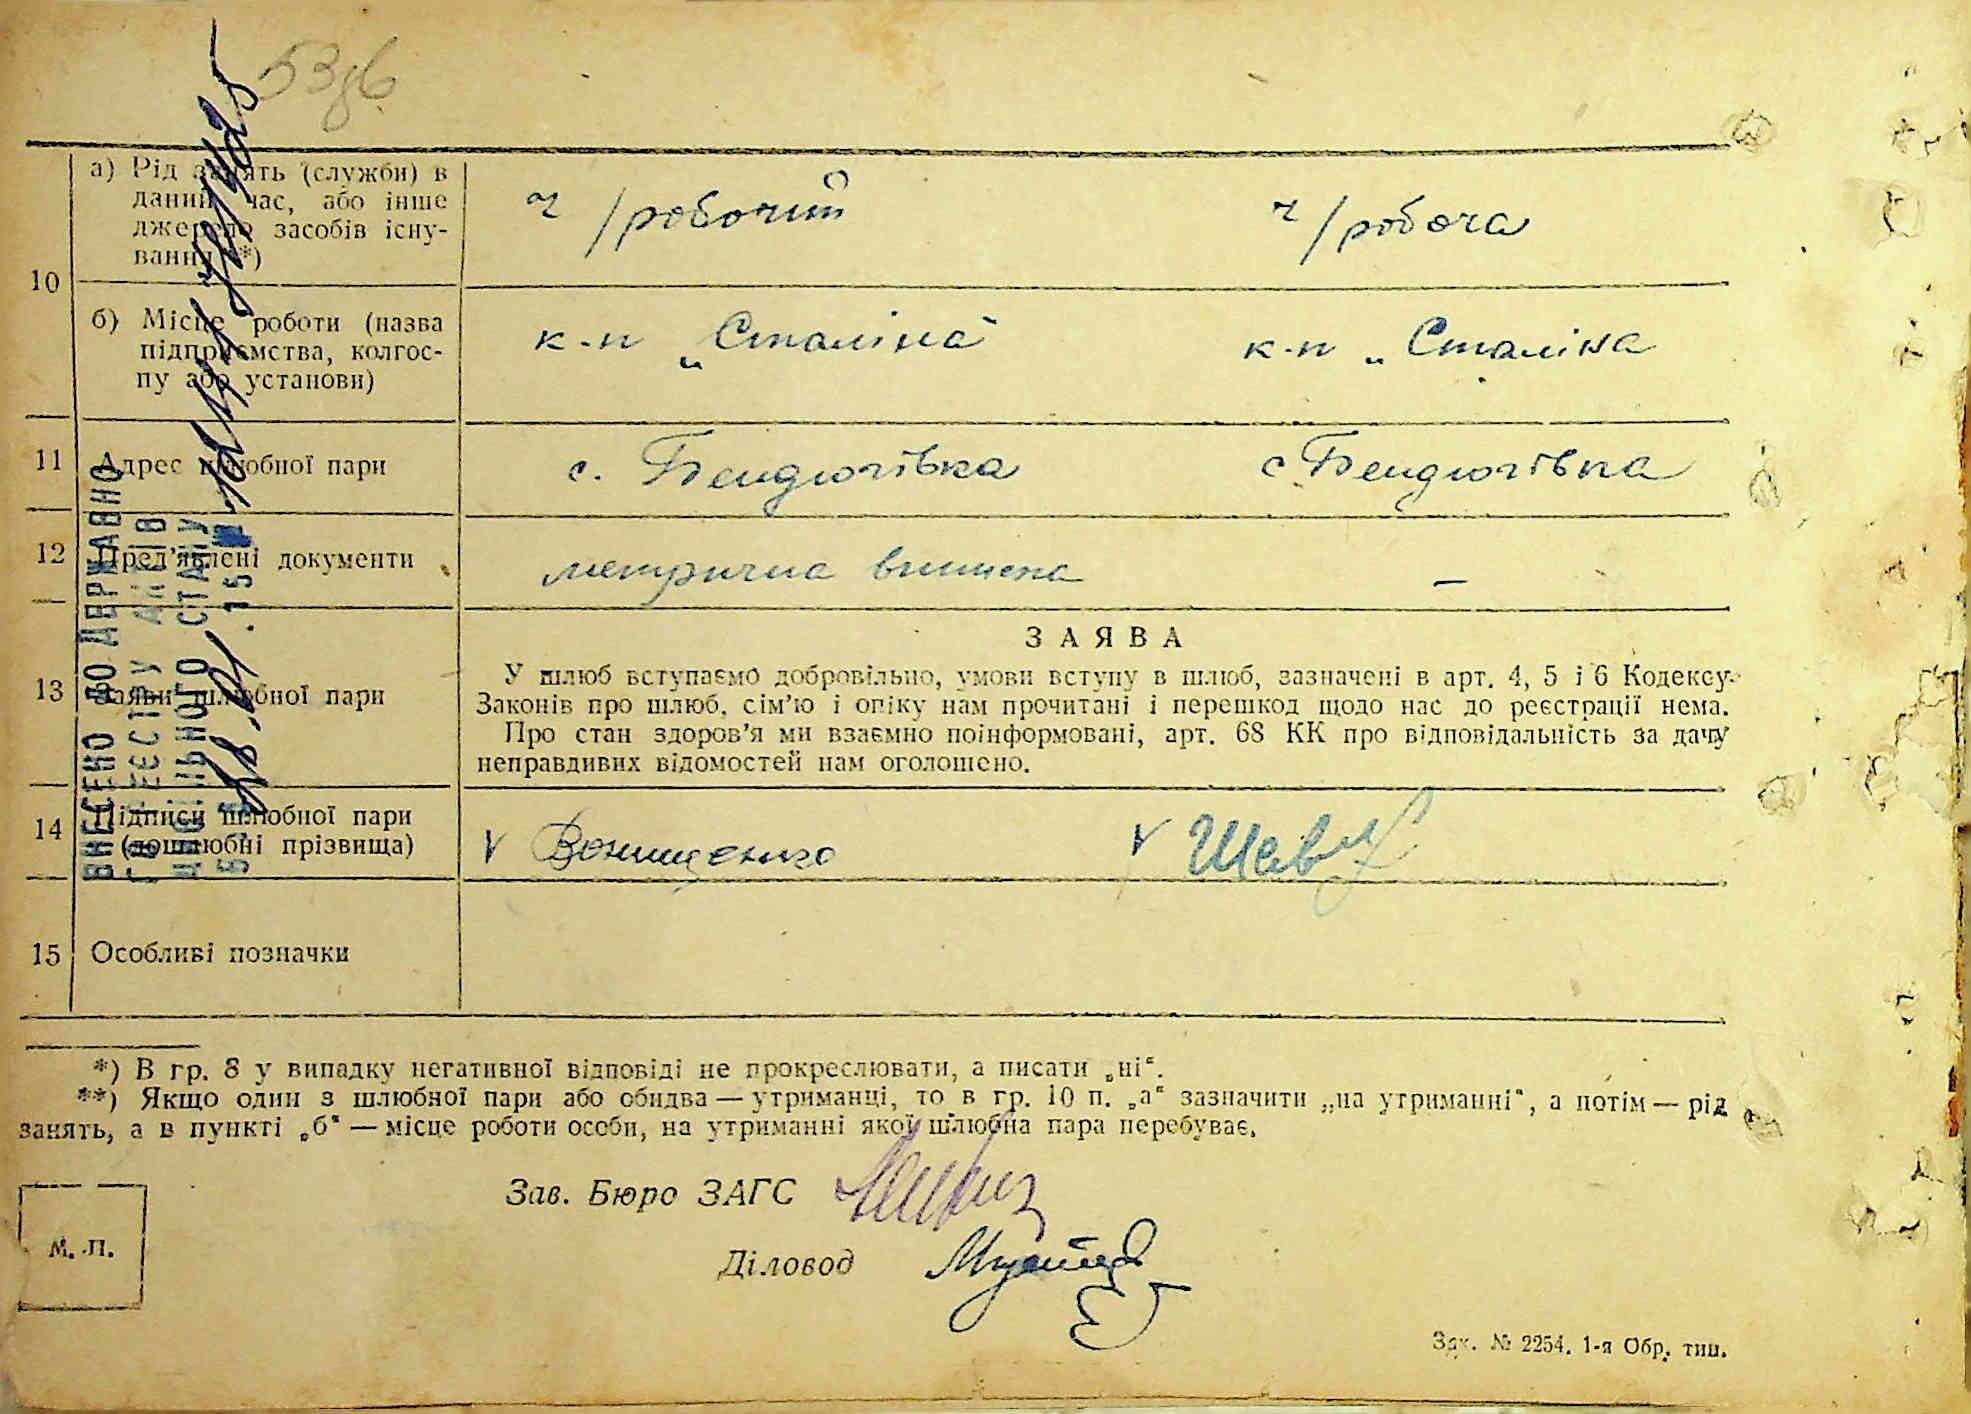 53зв
а) Рід занять (служби) в
даний час, або інше
джерело засобів існу-
вання **)
ч/робочий
ч/робоча
10
б) Місце роботи (назва
підприємства, колгос-
пу або установи)
к-п „Сталіна"
к-п „Сталіна
11
Адрес шлюбної пари
с. Бендюгівка
с. Бендюгівка
12
Пред'явлені документи
метрична виписка
–
13
Заяви шлюбної пари
ЗАЯВА
У шлюб вступаємо добровільно, умови вступу в шлюб, зазначені в арт. 4, 5 і 6 Кодексу
Законів про шлюб, сім'ю і опіку нам прочитані і перешкод щодо нас до реєстрації нема.
Про стан здоров'я ми взаємно поінформовані, арт. 68 КК про відповідальність за дачу
неправдивих відомостей нам оголошено.
14
Підписи шлюбної пари
(дошлюбні прізвища)
V
V
15
Особливі позначки
ВНЕСЕНО ДО ДЕРЖАВНО
ГО РЕЄСТРУ АКТІВ
ЦИВІЛЬНОГО СТАНУ
*) В гр. 8 у випадку негативної відповіді не прокреслювати, а писати „ні".
**) Якщо один з шлюбної пари або обидва — утриманці, то в гр. 10 п. „а" зазначити „на утриманні", а потім — рід
занять, а в пункті „б" — місце роботи особи, на утриманні якої шлюбна пара перебуває.
Зав. Бюро ЗАГС
Діловод
М. П.
Зак. № 2254. 1-я Обр. тип.